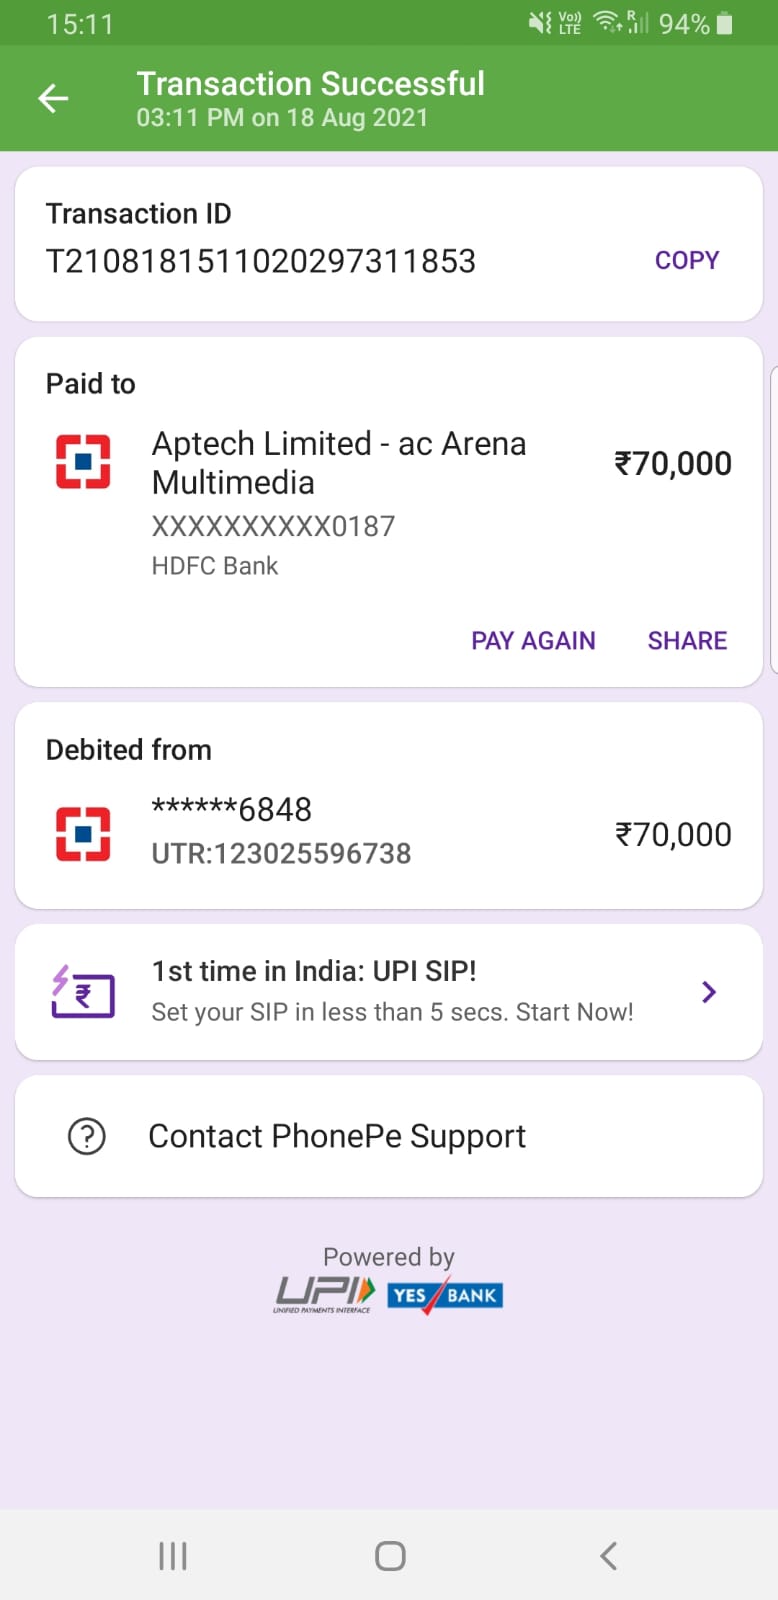 15:11
Vo)) LTE R 94%
Transaction Successful
03:11 PM on 18 Aug 2021
Transaction ID
T2108181511020297311853
COPY
Paid to
Aptech Limited - ac Arena
Multimedia
₹70,000
XXXXXXXXXX0187
HDFC Bank
PAY AGAIN SHARE
Debited from
******6848
UTR:123025596738
₹70,000
1st time in India: UPI SIP!
Set your SIP in less than 5 secs. Start Now!
Contact PhonePe Support
Powered by
UPI YES BANK
UNIFIED PAYMENTS INTERFACE